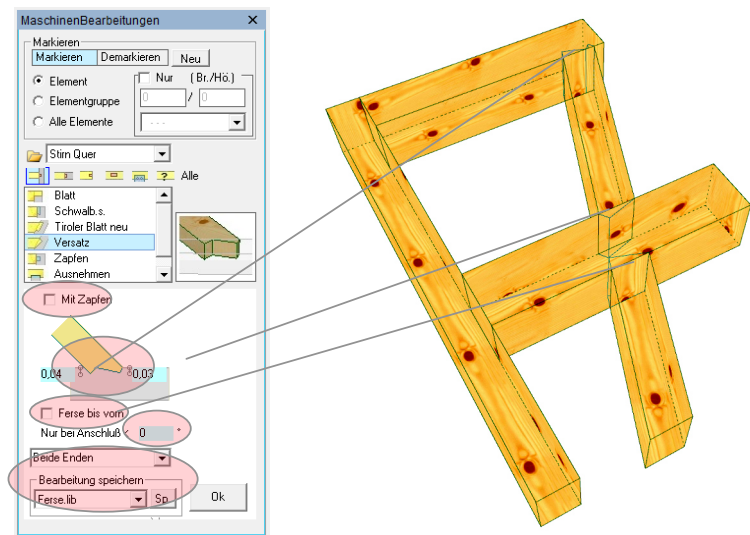 MaschinenBearbeitungen ×
Markieren
Markieren Demarkieren Neu
Element Nur ( Br./Hö.)
Elementgruppe 0 / 0
Alle Elemente - - -
Stirn Quer
? Alle
Blatt
Schwalb.s.
Tiroler Blatt neu
Versatz
Zapfen
Ausnehmen
Mit Zapfen
0,04 0,03
Ferse bis vorn
Nur bei Anschluß < 0 °
Beide Enden
Bearbeitung speichern
Ferse.lib Sp Ok